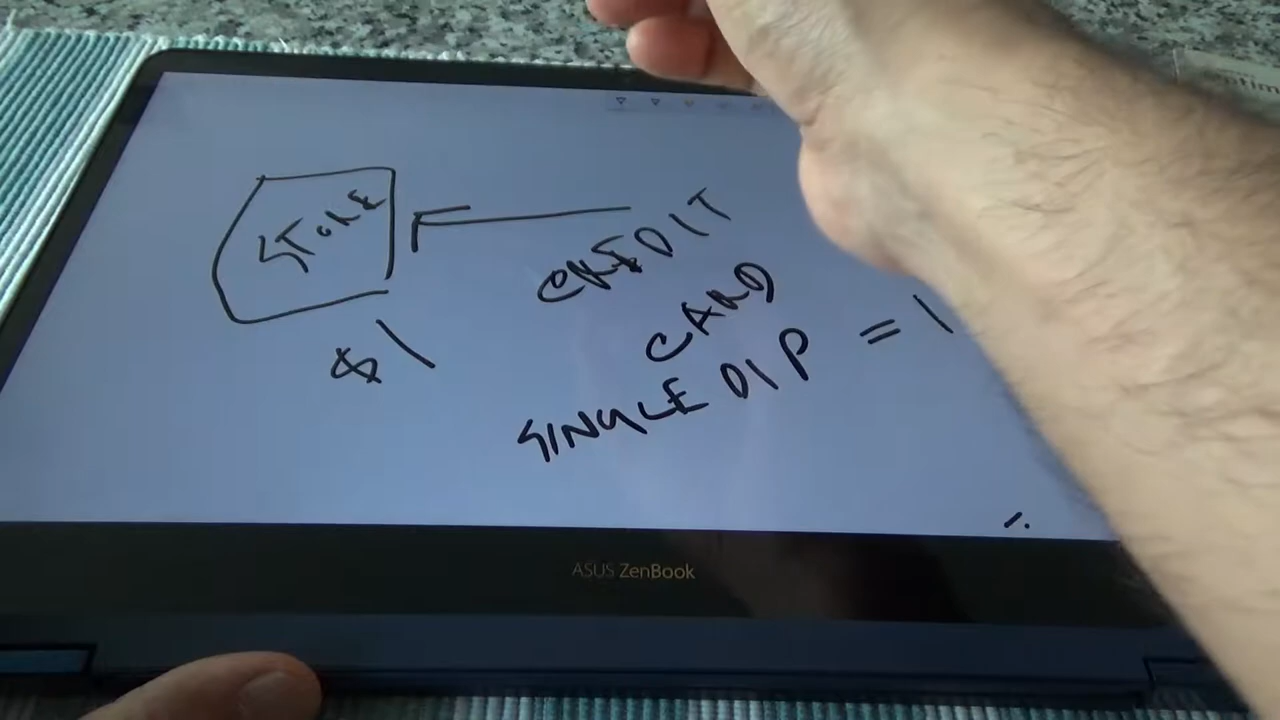 STORE
$1
CREDIT
CARD
SINGLE DIP = 1
ASUS ZenBook